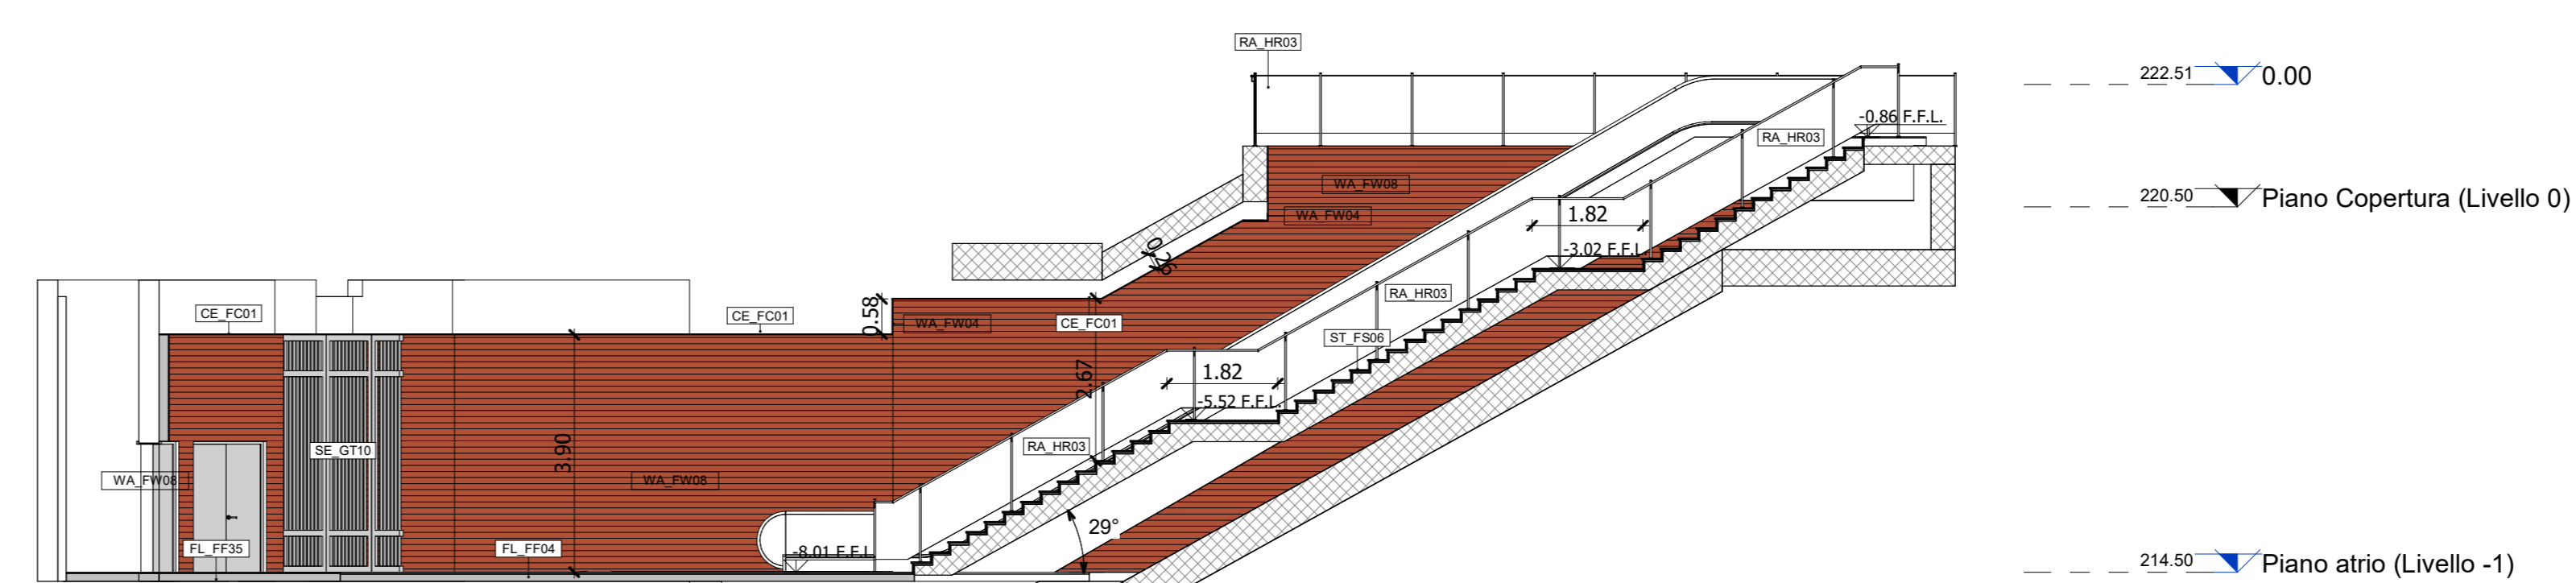 RA_HR03
222.51 0.00
-0.86 F.F.L.
RA_HR03
WA_FW08
220.50 Piano Copertura (Livello 0)
WA_FW04
1.82
0.26
-3.02 F.F.L.
RA_HR03
CE_FC01
CE_FC01
0.58
WA_FW04
CE_FC01
ST_FS06
2.67
1.82
-5.52 F.F.L.
RA_HR03
SE_GT10
3.90
WA_FW08
WA_FW08
29°
FL_FF35
FL_FF04
-8.01 F.F.L.
214.50 Piano atrio (Livello -1)